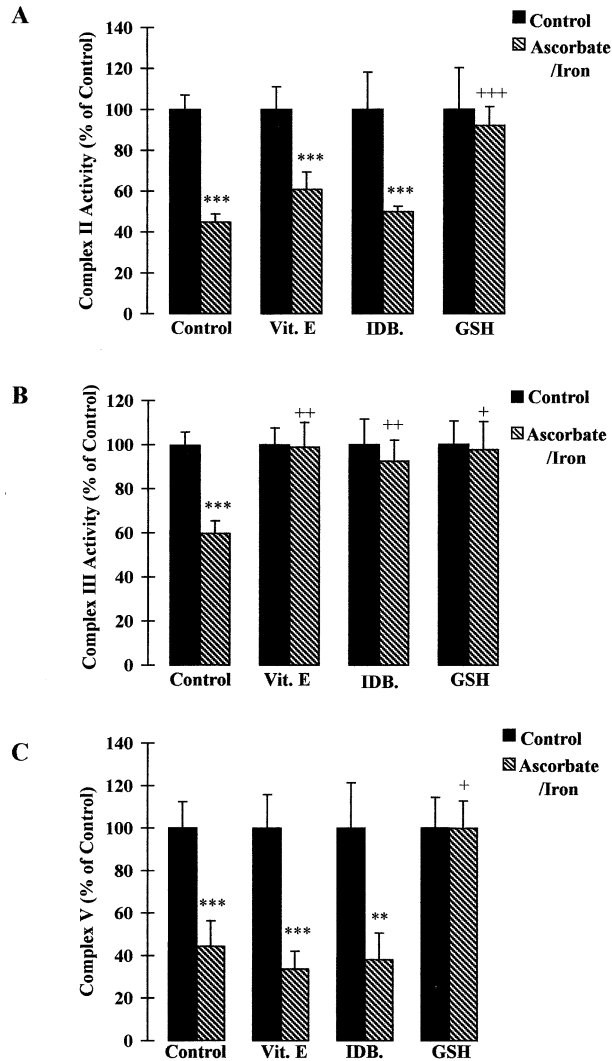 A
Control
Ascorbate
/Iron
Complex II Activity (% of Control)
140
120
100
80
60
40
20
0
***
***
***
+++
Control
Vit. E
IDB.
GSH
B
Control
Ascorbate
/Iron
Complex III Activity (% of Control)
120
100
80
60
40
20
0
***
++
++
+
Control
Vit. E
IDB.
GSH
C
Control
Ascorbate
/Iron
Complex V (% of Control)
140
120
100
80
60
40
20
0
***
***
**
+
Control
Vit. E
IDB.
GSH